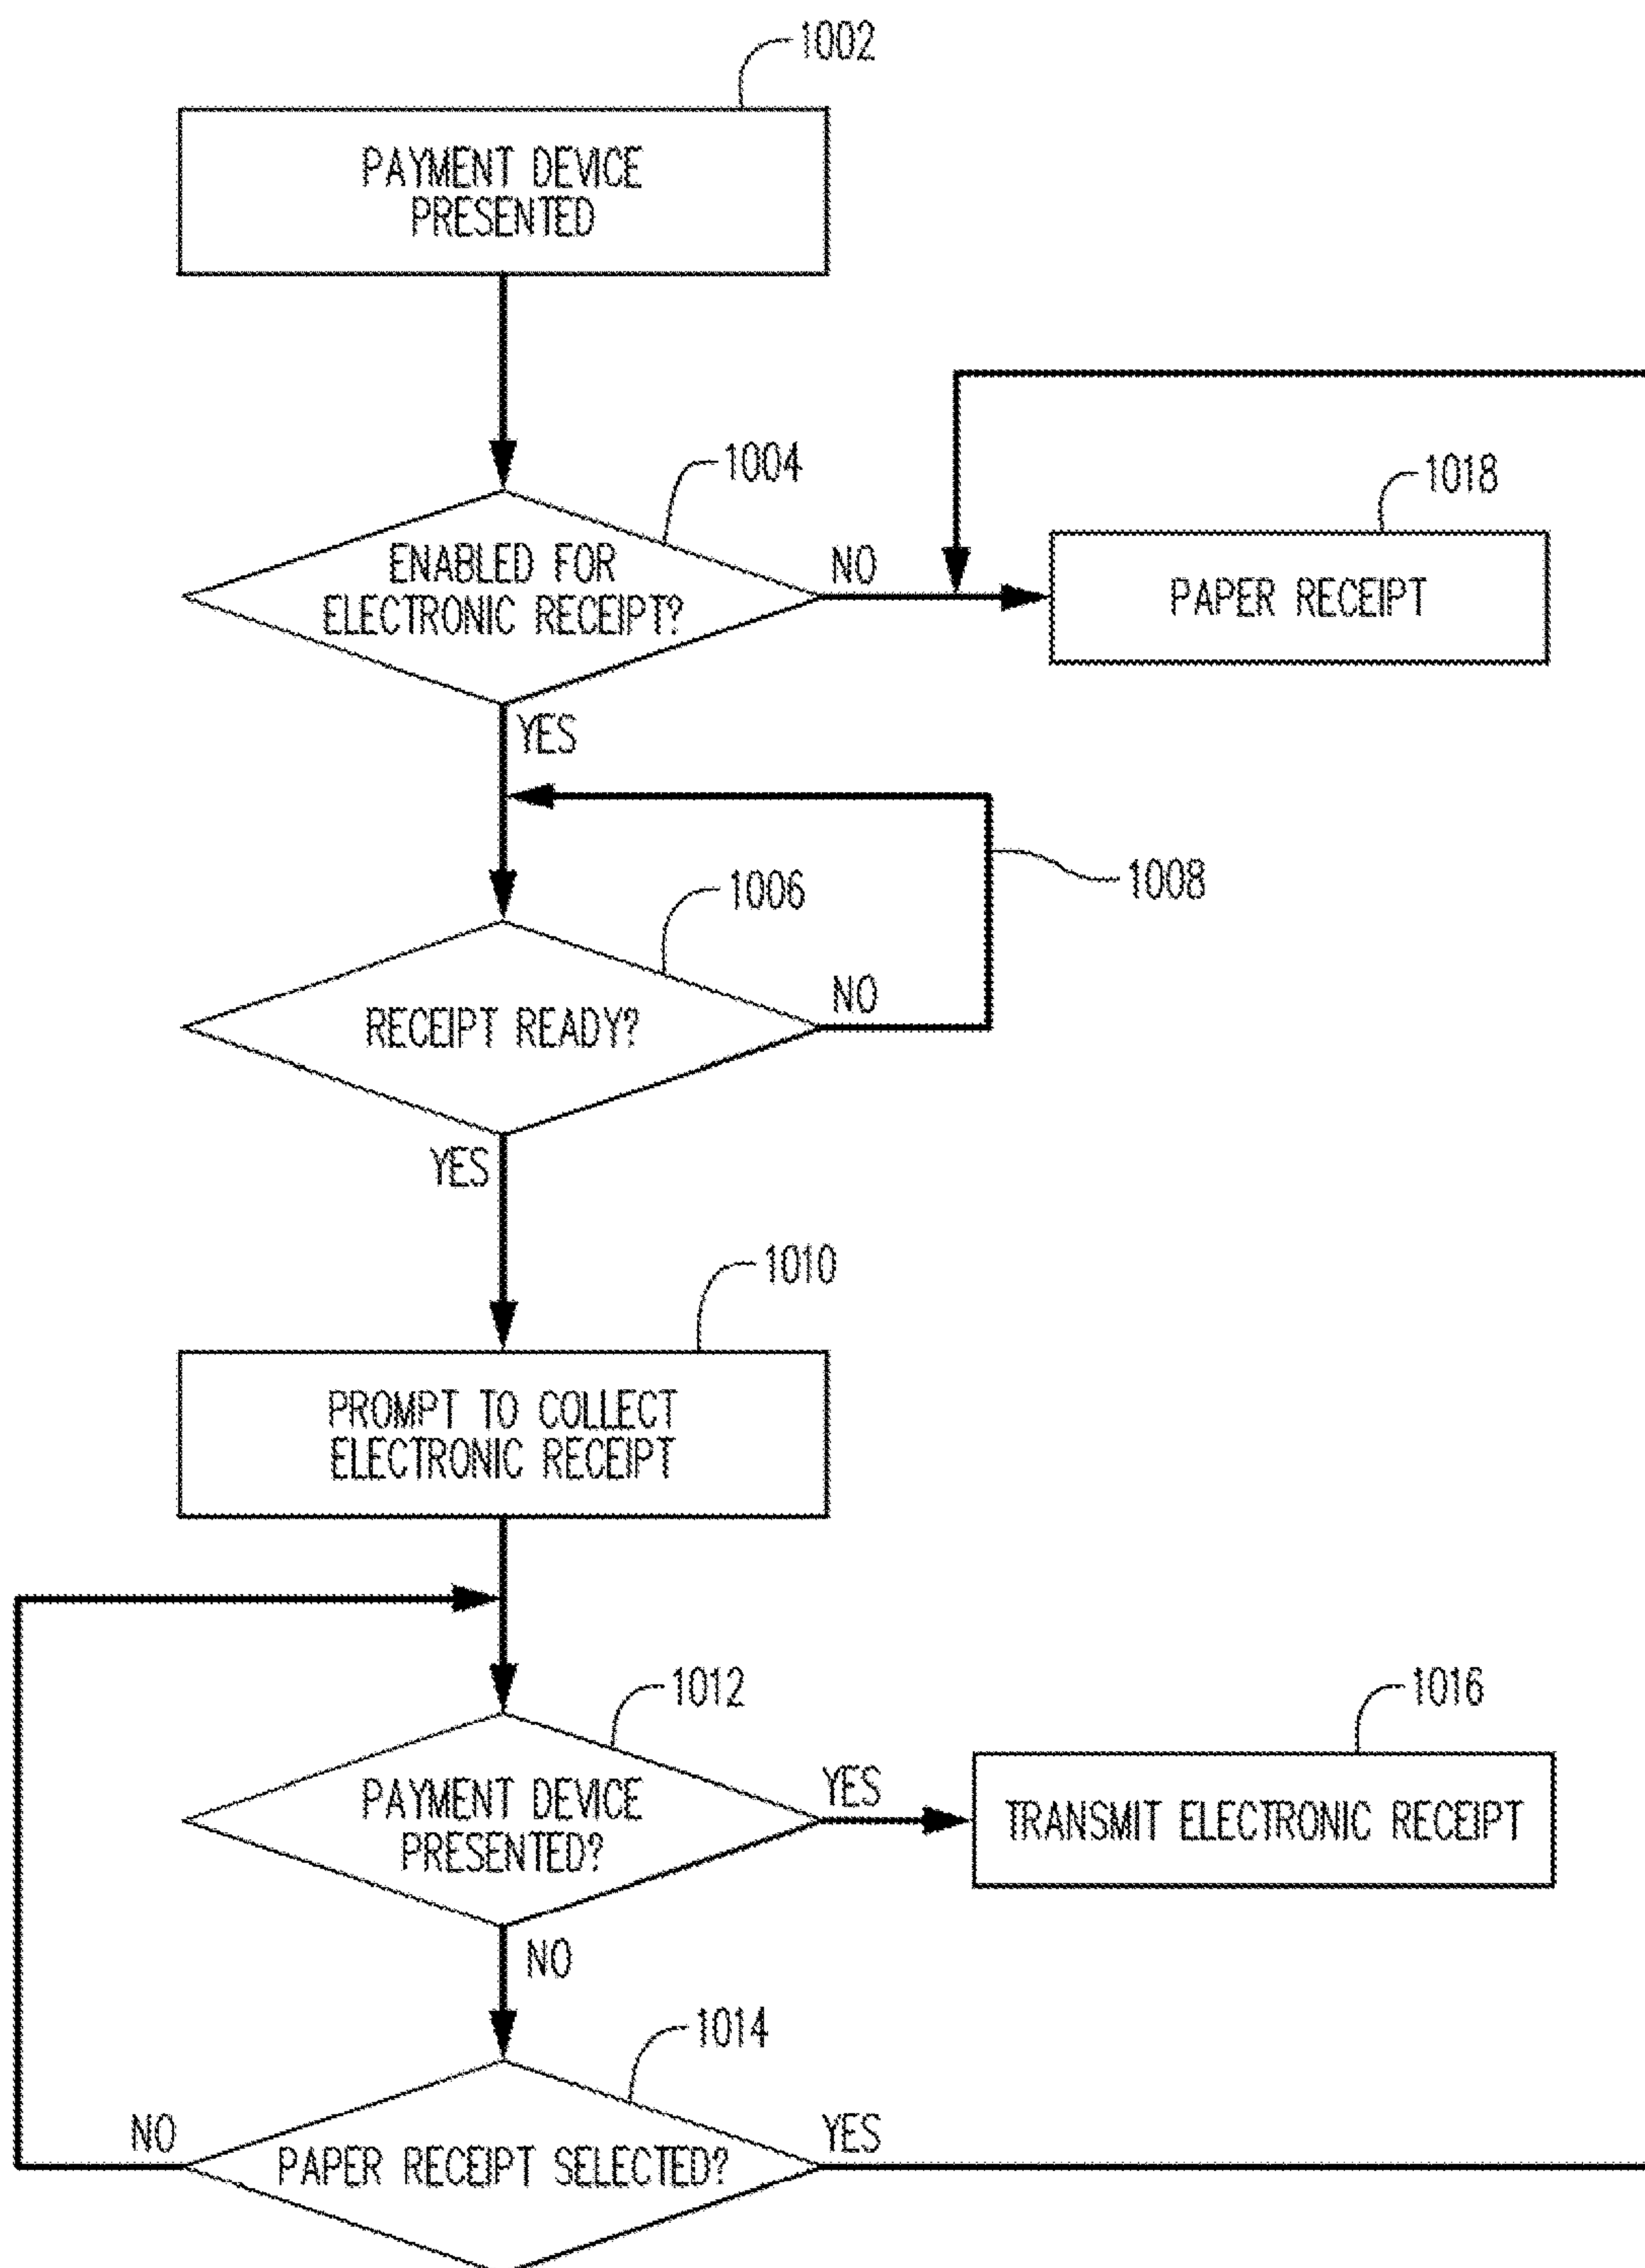 1002
PAYMENT DEVICE
PRESENTED
1004
ENABLED FOR
ELECTRONIC RECEIPT?
NO
1018
PAPER RECEIPT
YES
1006
1008
RECEIPT READY?
NO
YES
1010
PROMPT TO COLLECT
ELECTRONIC RECEIPT
1012
PAYMENT DEVICE
PRESENTED?
YES
1016
TRANSMIT ELECTRONIC RECEIPT
NO
1014
NO
PAPER RECEIPT SELECTED?
YES